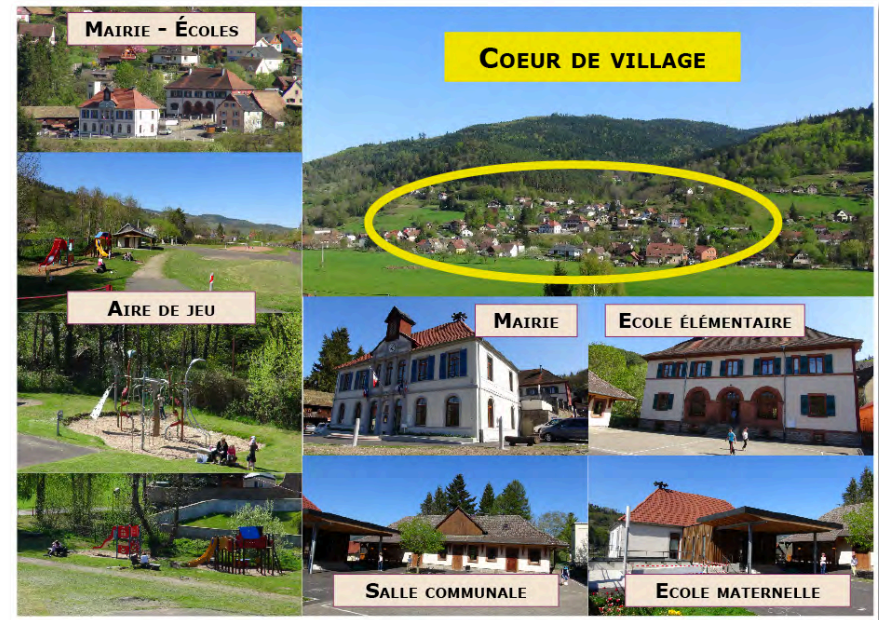 MAIRIE - ÉCOLES
COEUR DE VILLAGE
AIRE DE JEU
MAIRIE
ECOLE ÉLÉMENTAIRE
SALLE COMMUNALE
ECOLE MATERNELLE